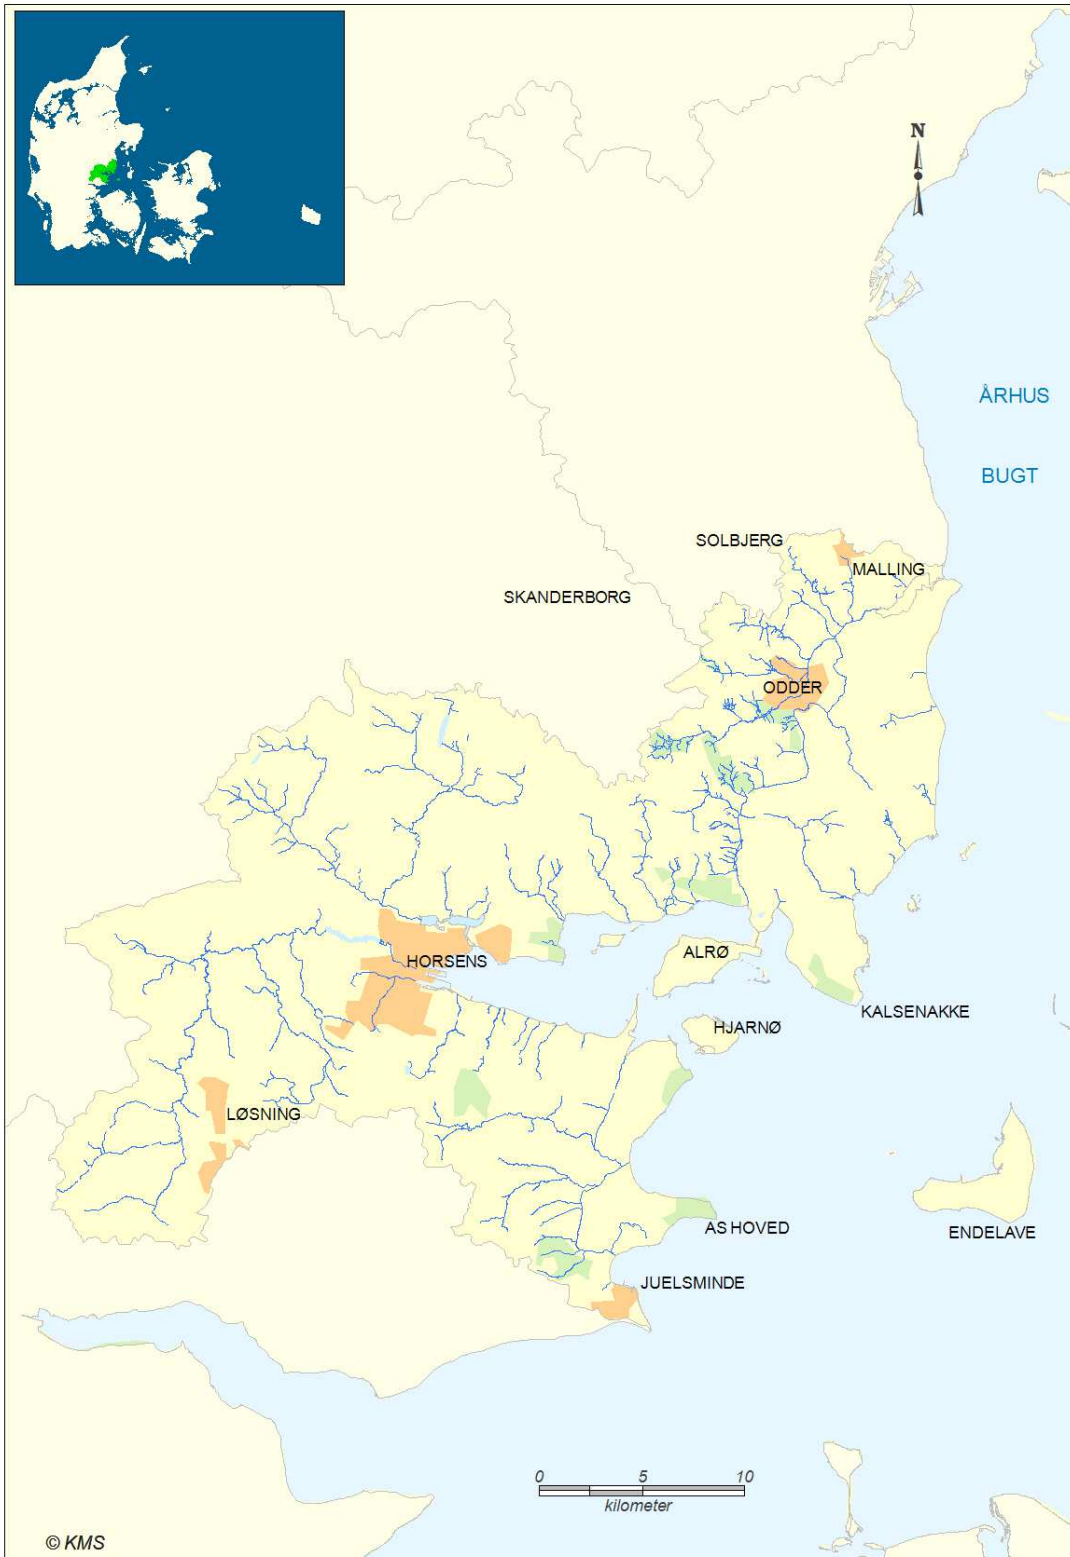 N
ÅRHUS
BUGT
SOLBJERG
MALLING
SKANDERBORG
ODDER
HORSENS
ALRØ
KALSENAKKE
HJARNØ
LØSNING
AS HOVED
ENDELAVE
JUELSMINDE
0 5 10
kilometer
© KMS